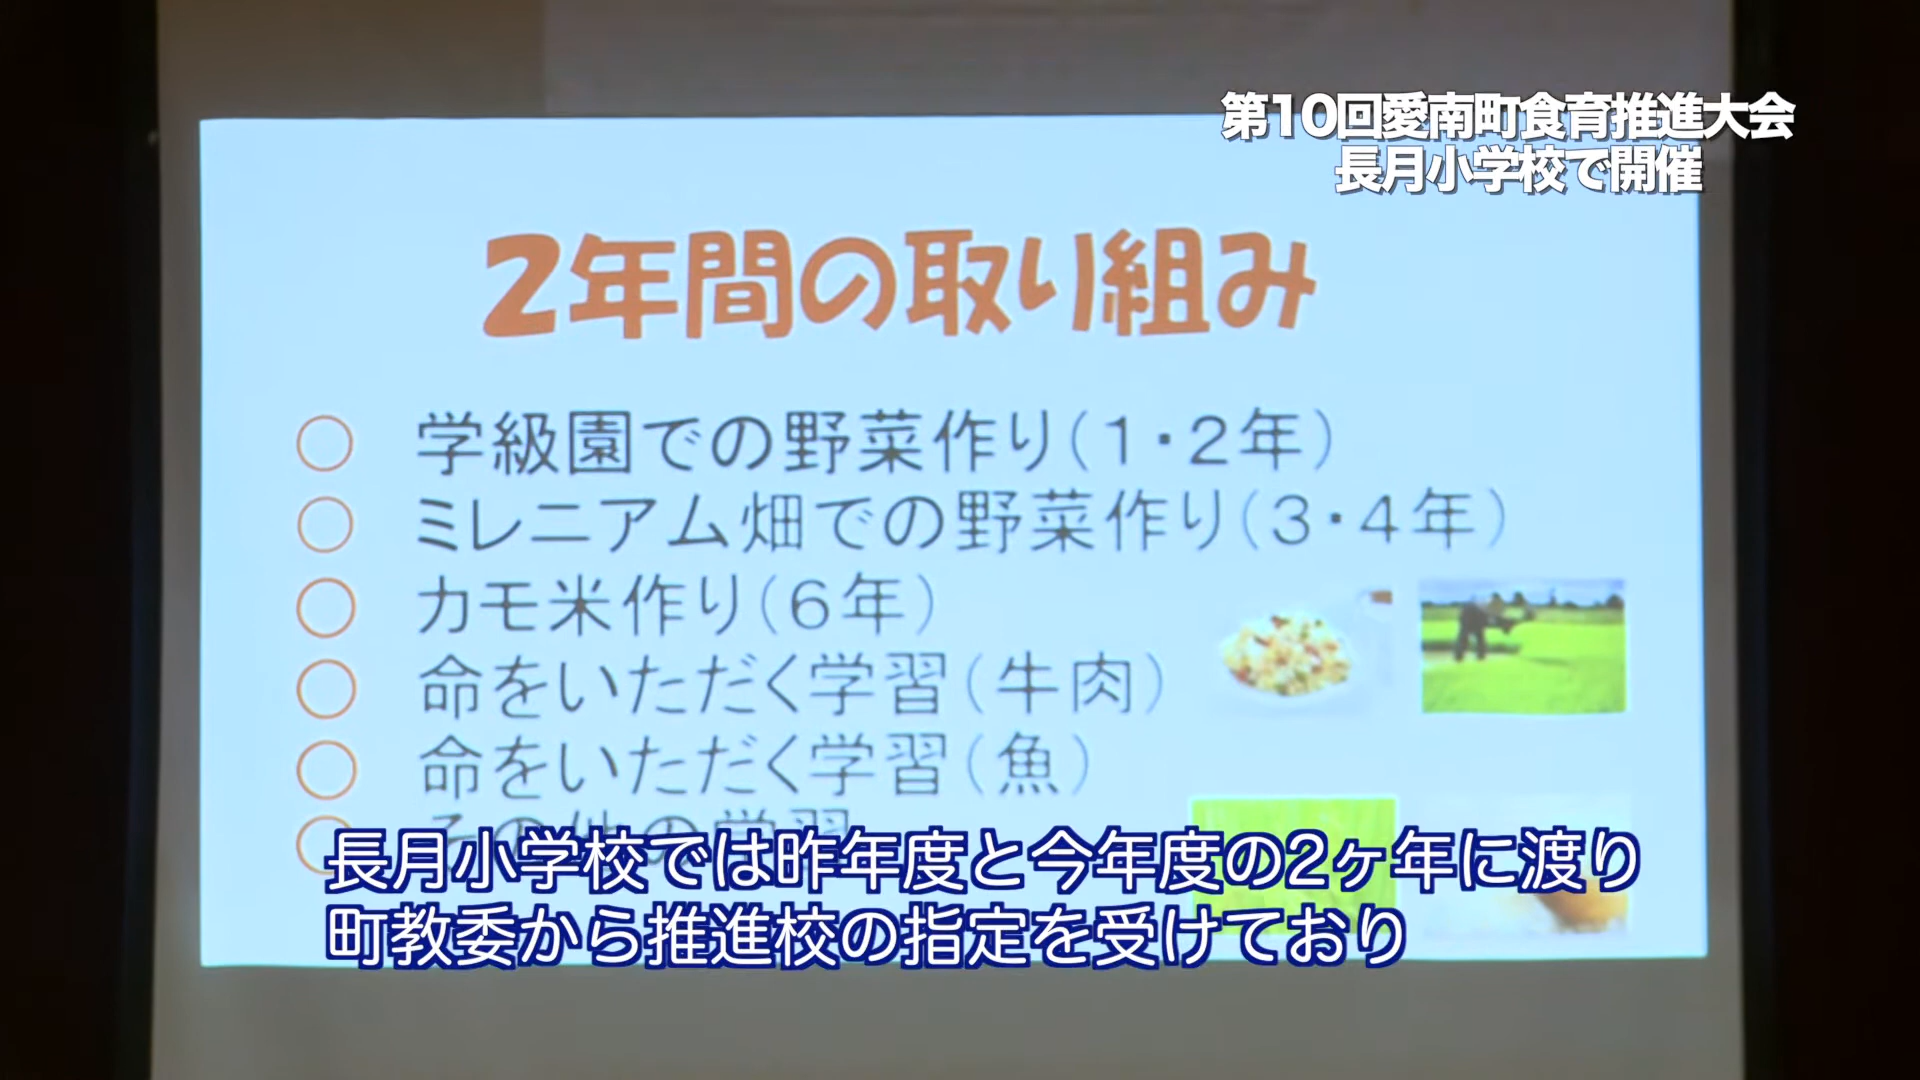 第10回愛南町食育推進大会
長月小学校で開催
2年間の取り組み
○ 学級園での野菜作り(1・2年)
○ ミレニアム畑での野菜作り(3・4年)
○ カモ米作り(6年)
○ 命をいただく学習(牛肉)
○ 命をいただく学習(魚)
○ その他の学習
長月小学校では昨年度と今年度の2ヶ年に渡り
町教委から推進校の指定を受けており